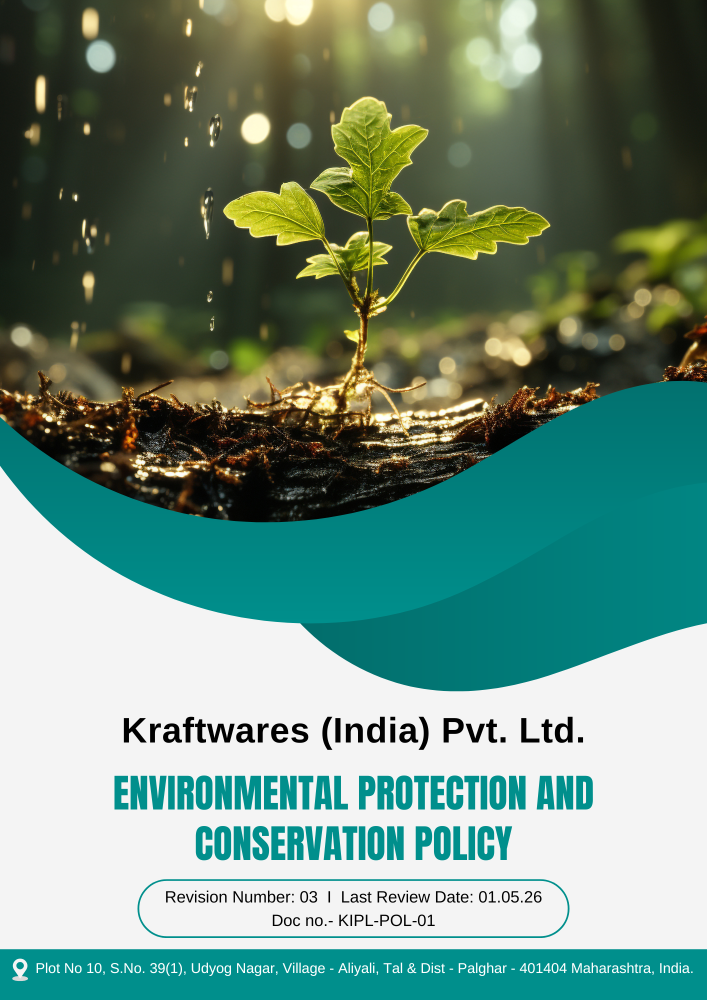 Kraftwares (India) Pvt. Ltd.
ENVIRONMENTAL PROTECTION AND
CONSERVATION POLICY
Revision Number: 03 I Last Review Date: 01.05.26
Doc no.- KIPL-POL-01
Plot No 10, S.No. 39(1), Udyog Nagar, Village - Aliyali, Tal & Dist - Palghar - 401404 Maharashtra, India.